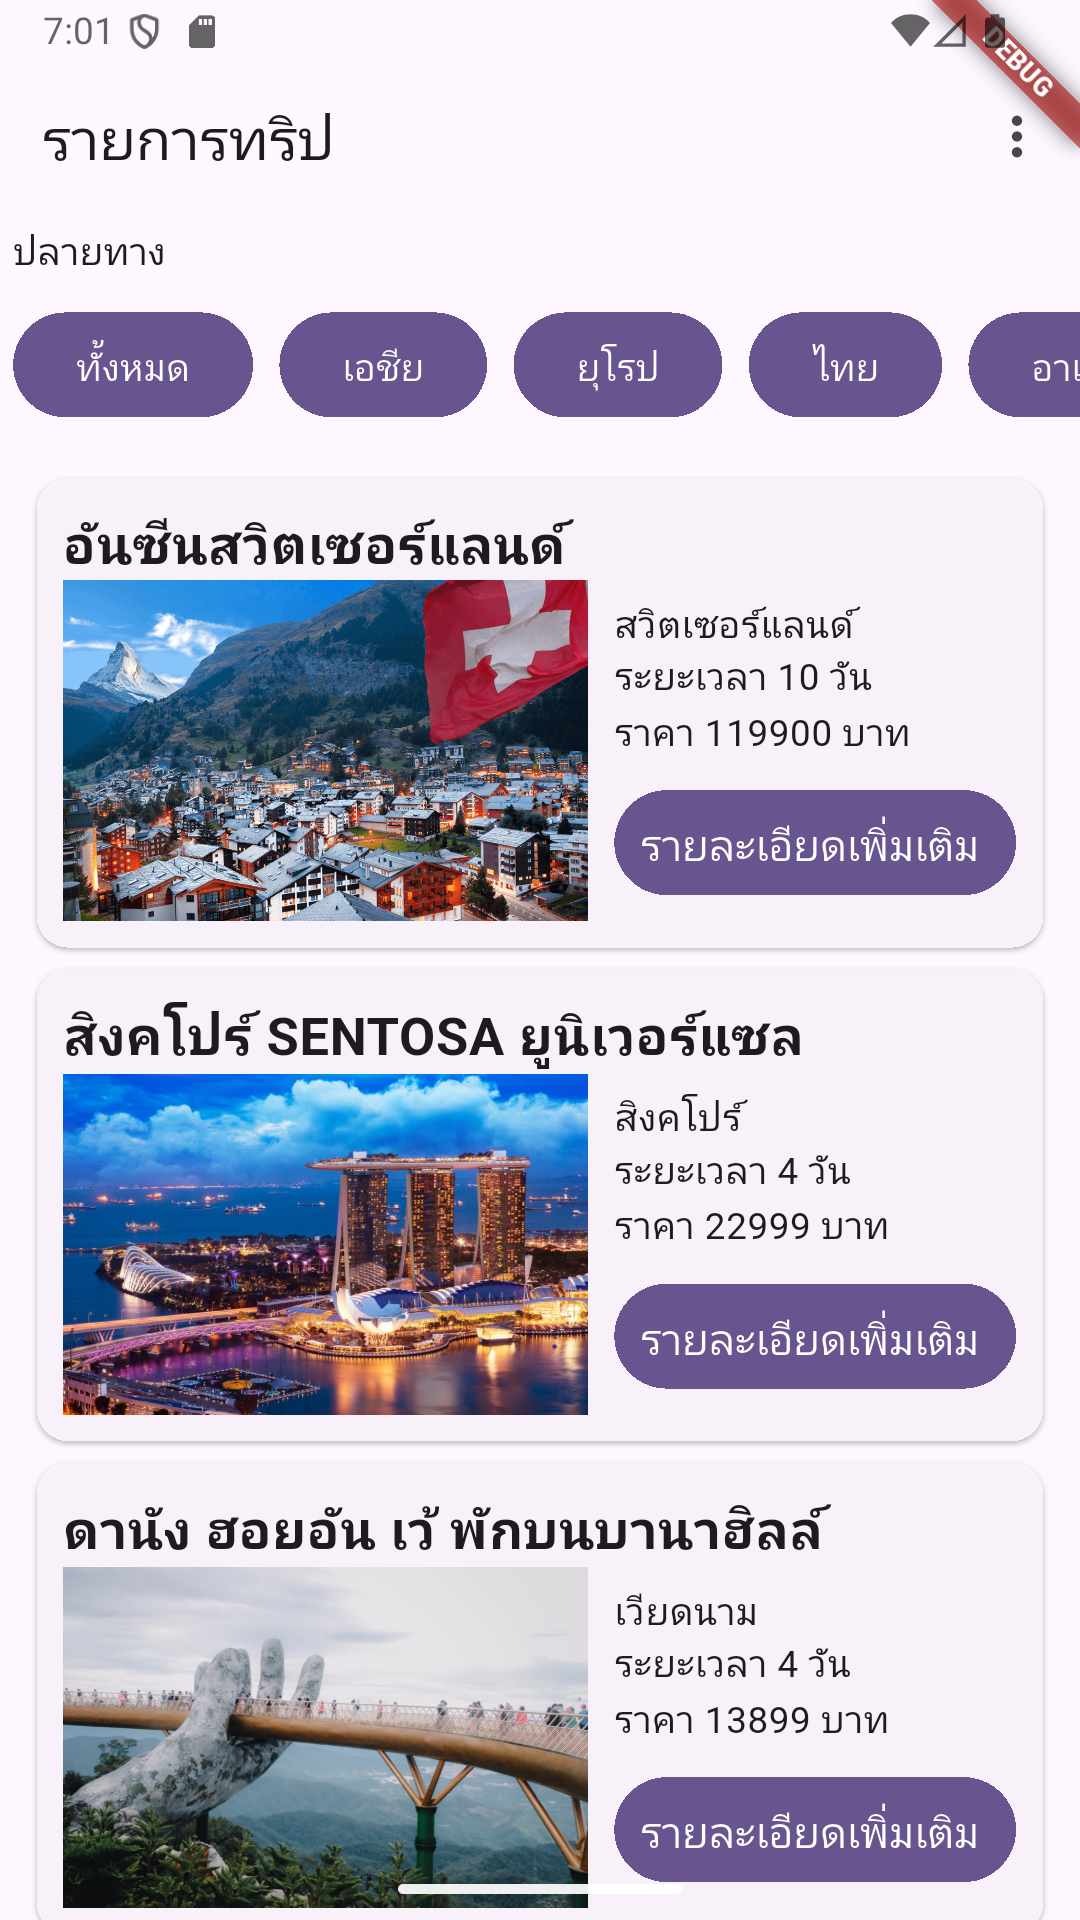 7:01
DEBUG
รายการทริป
ปลายทาง
ทั้งหมด
เอเชีย
ยุโรป
ไทย
อันซีนสวิตเซอร์แลนด์
สวิตเซอร์แลนด์
ระยะเวลา 10 วัน
ราคา 119900 บาท
รายละเอียดเพิ่มเติม
สิงคโปร์ SENTOSA ยูนิเวอร์แซล
สิงคโปร์
ระยะเวลา 4 วัน
ราคา 22999 บาท
รายละเอียดเพิ่มเติม
ดานัง ฮอยอัน เว้ พักบนบานาฮิลล์
เวียดนาม
ระยะเวลา 4 วัน
ราคา 13899 บาท
รายละเอียดเพิ่มเติม